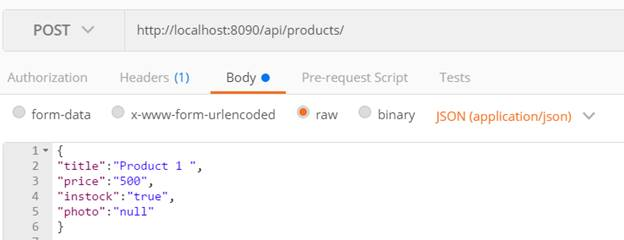 POST http://localhost:8090/api/products/
Authorization Headers (1) Body Pre-request Script Tests
form-data x-www-form-urlencoded raw binary JSON (application/json)
1 {
2 "title":"Product 1 ",
3 "price":"500",
4 "instock":"true",
5 "photo":"null"
6 }
7